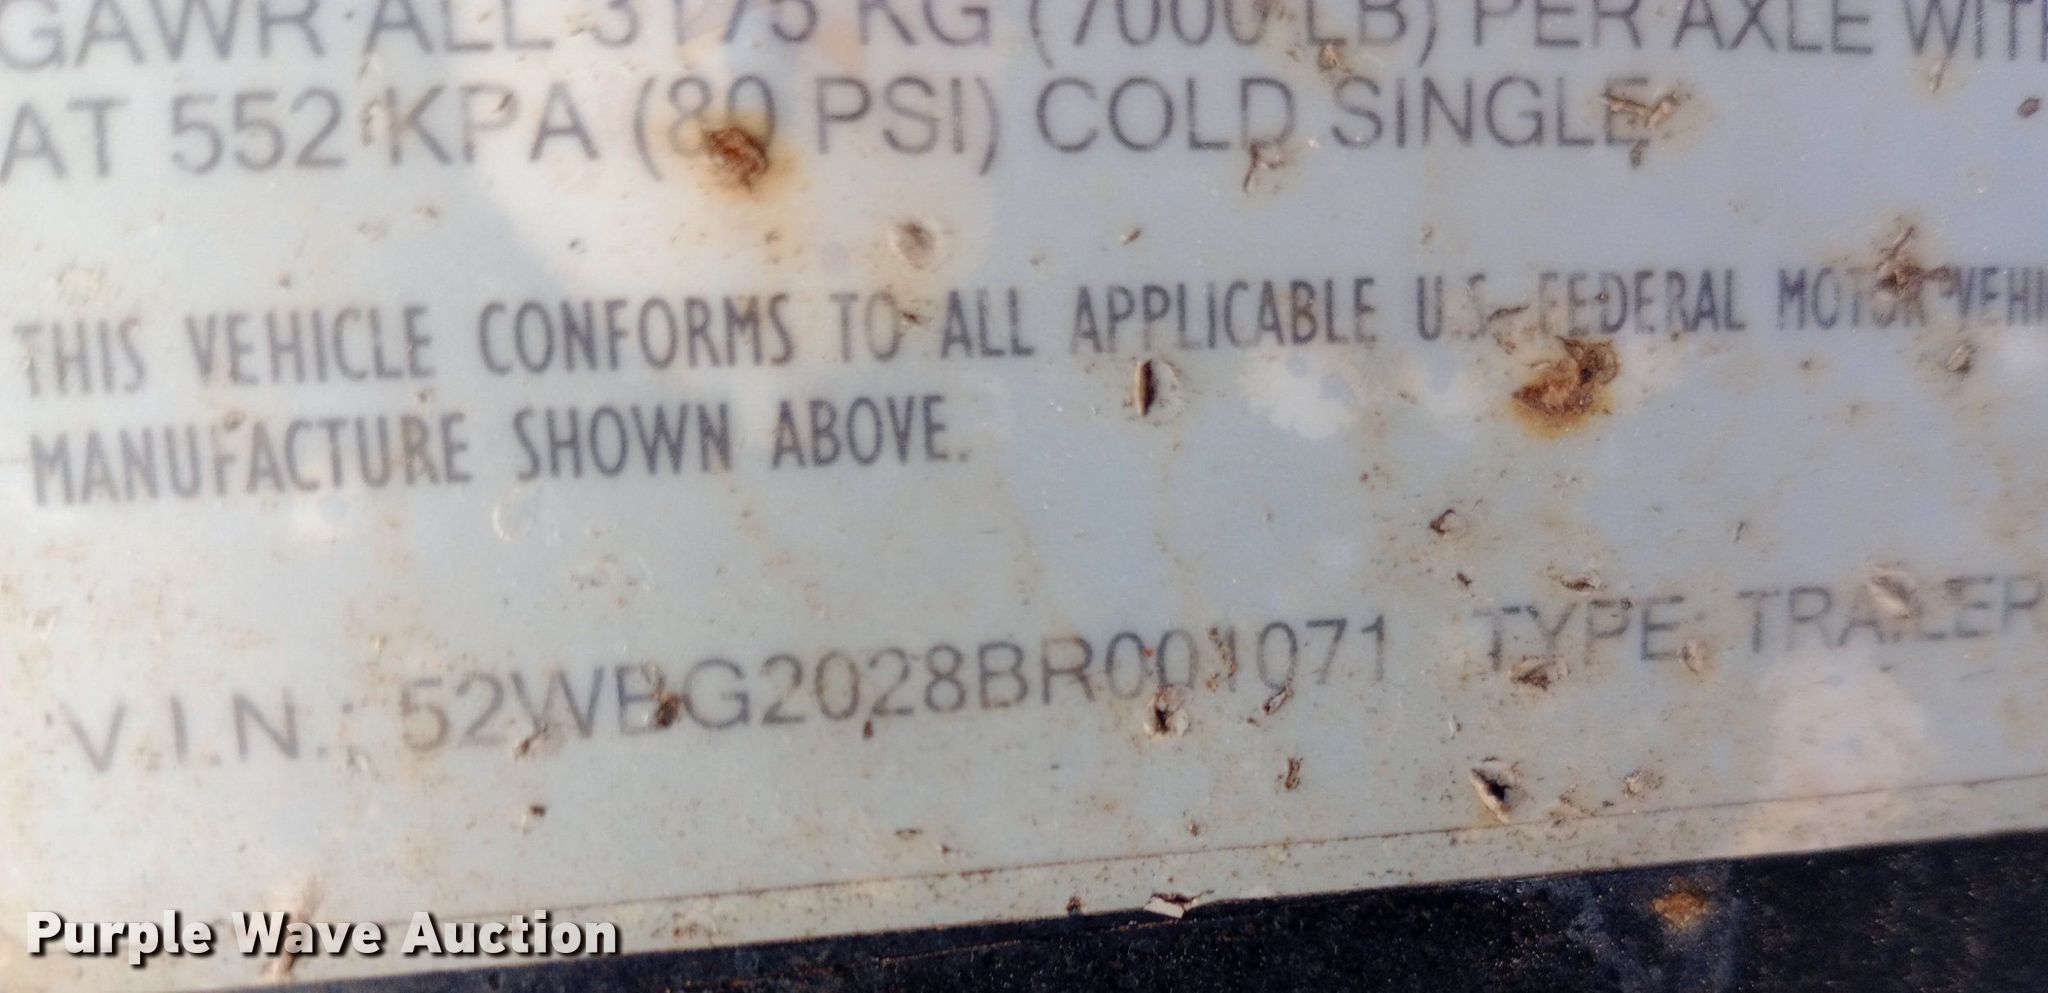 GAWR ALL 3175 KG (7000 LB) PER AXLE WITH
AT 552 KPA (80 PSI) COLD SINGLE
THIS VEHICLE CONFORMS TO ALL APPLICABLE U.S. FEDERAL MOTOR VEHI
MANUFACTURE SHOWN ABOVE.
V.I.N.: 52WBG2028BR001071 TYPE: TRAILER
Purple Wave Auction